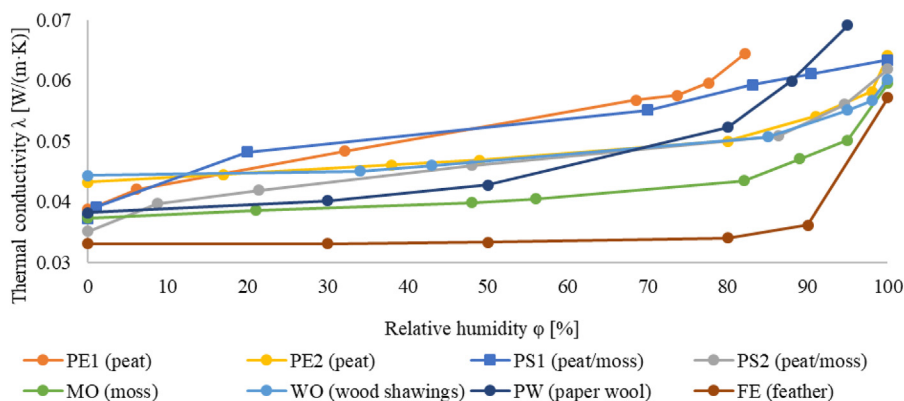 Thermal conductivity λ [W/(m·K)]
0.07
0.06
0.05
0.04
0.03
0 10 20 30 40 50 60 70 80 90 100
Relative humidity φ [%]
PE1 (peat) PE2 (peat) PS1 (peat/moss) PS2 (peat/moss)
MO (moss) WO (wood shawings) PW (paper wool) FE (feather)